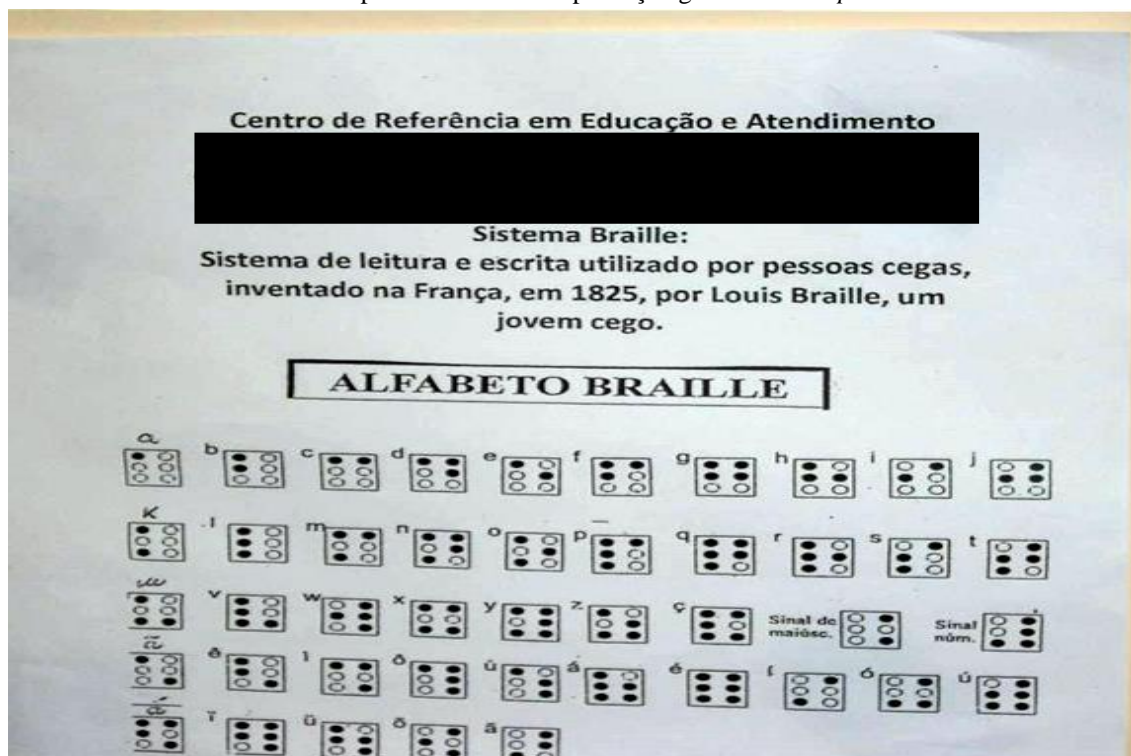 Centro de Referência em Educação e Atendimento
Sistema Braille:
Sistema de leitura e escrita utilizado por pessoas cegas,
inventado na França, em 1825, por Louis Braille, um
jovem cego.
ALFABETO BRAILLE
a b c d e f g h i j
K l m n o p q r s t
u v w x y z ç Sinal de maiúsc. Sinal núm.
ê ì ô ù á é í ó ú
ï ü õ